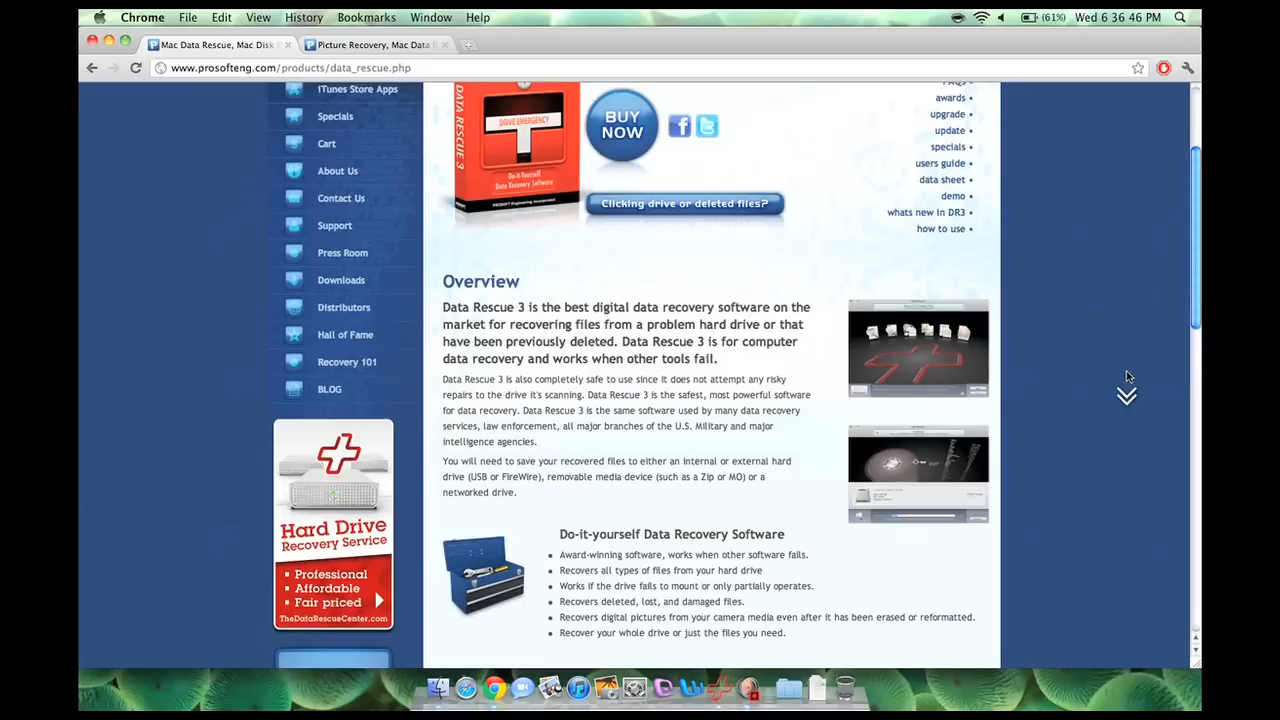 Chrome File Edit View History Bookmarks Window Help
(61%) Wed 6 36 46 PM
Mac Data Rescue, Mac Disk
Picture Recovery, Mac Data
www.prosofteng.com/products/data_rescue.php
iTunes Store Apps
Specials
Cart
About Us
Contact Us
Support
Press Room
Downloads
Distributors
Hall of Fame
Recovery 101
BLOG
Hard Drive
Recovery Service
▪ Professional
▪ Affordable
▪ Fair priced
TheDataRescueCenter.com
DATA RESCUE 3
DRIVE EMERGENCY
Do-it-Yourself
Data Recovery Software
PROSOFT Engineering, Incorporated
BUY
NOW
Clicking drive or deleted files?
FAQs •
awards •
upgrade •
update •
specials •
users guide •
data sheet •
demo •
whats new in DR3 •
how to use •
Overview
Data Rescue 3 is the best digital data recovery software on the
market for recovering files from a problem hard drive or that
have been previously deleted. Data Rescue 3 is for computer
data recovery and works when other tools fail.
Data Rescue 3 is also completely safe to use since it does not attempt any risky
repairs to the drive it's scanning. Data Rescue 3 is the safest, most powerful software
for data recovery. Data Rescue 3 is the same software used by many data recovery
services, law enforcement, all major branches of the U.S. Military and major
intelligence agencies.
You will need to save your recovered files to either an internal or external hard
drive (USB or FireWire), removable media device (such as a Zip or MO) or a
networked drive.
Do-it-yourself Data Recovery Software
• Award-winning software, works when other software fails.
• Recovers all types of files from your hard drive
• Works if the drive fails to mount or only partially operates.
• Recovers deleted, lost, and damaged files.
• Recovers digital pictures from your camera media even after it has been erased or reformatted.
• Recover your whole drive or just the files you need.